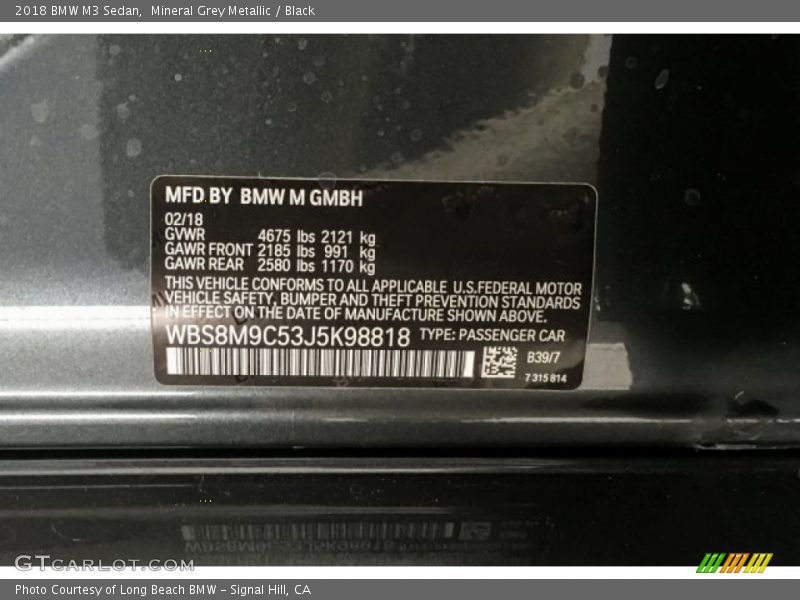 2018 BMW M3 Sedan, Mineral Grey Metallic / Black
MFD BY BMW M GMBH
02/18
GVWR 4675 lbs 2121 kg
GAWR FRONT 2185 lbs 991 kg
GAWR REAR 2580 lbs 1170 kg
THIS VEHICLE CONFORMS TO ALL APPLICABLE U.S.FEDERAL MOTOR
VEHICLE SAFETY, BUMPER AND THEFT PREVENTION STANDARDS
IN EFFECT ON THE DATE OF MANUFACTURE SHOWN ABOVE.
WBS8M9C53J5K98818 TYPE: PASSENGER CAR
B39/7
7 315 814
GTCARLOT.COM
Photo Courtesy of Long Beach BMW - Signal Hill, CA